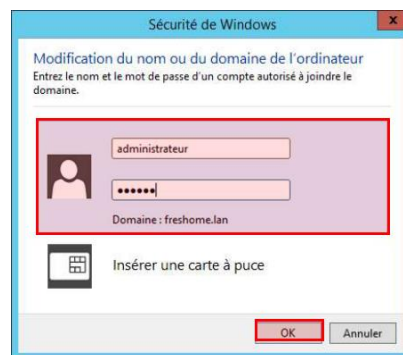 Sécurité de Windows
x
Modification du nom ou du domaine de l'ordinateur
Entrez le nom et le mot de passe d'un compte autorisé à joindre le
domaine.
administrateur
••••••
Domaine : freshome.lan
Insérer une carte à puce
OK Annuler